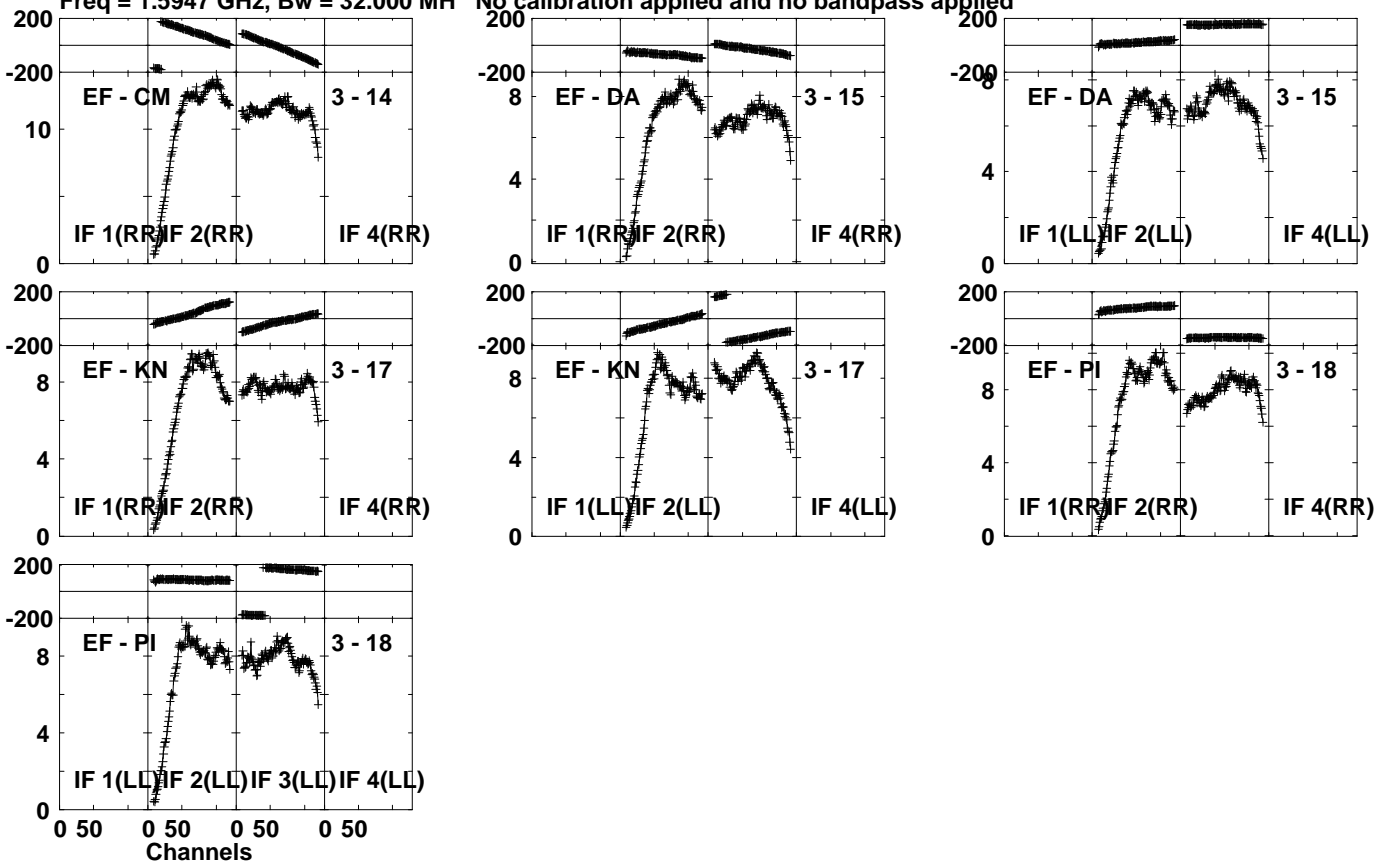 Freq = 1.5947 GHz, Bw = 32.000 MH No calibration applied and no bandpass applied
200
-200
EF - CM 3 - 14
10
IF 1(RR) IF 2(RR) IF 4(RR)
0
200
-200
EF - DA 3 - 15
8
4
IF 1(RR) IF 2(RR) IF 4(RR)
0
200
-200
8
EF - DA 3 - 15
4
IF 1(LL) IF 2(LL) IF 4(LL)
0
200
-200
EF - KN 3 - 17
8
4
IF 1(RR) IF 2(RR) IF 4(RR)
0
200
-200
EF - KN 3 - 17
8
4
IF 1(LL) IF 2(LL) IF 4(LL)
0
200
-200
EF - PI 3 - 18
8
4
IF 1(RR) IF 2(RR) IF 4(RR)
0
200
-200
EF - PI 3 - 18
8
4
IF 1(LL) IF 2(LL) IF 3(LL) IF 4(LL)
0
0 50 0 50 0 50 0 50
Channels